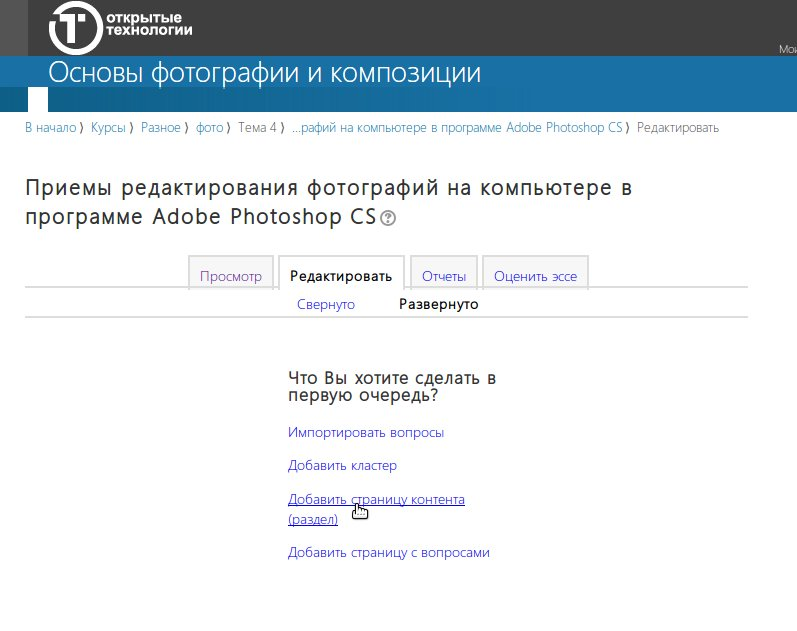 открытые
технологии
Мои
Основы фотографии и композиции
В начало ⟩ Курсы ⟩ Разное ⟩ фото ⟩ Тема 4 ⟩ ...рафий на компьютере в программе Adobe Photoshop CS ⟩ Редактировать
Приемы редактирования фотографий на компьютере в
программе Adobe Photoshop CS
Просмотр Редактировать Отчеты Оценить эссе
Свернуто Развернуто
Что Вы хотите сделать в
первую очередь?
Импортировать вопросы
Добавить кластер
Добавить страницу контента
(раздел)
Добавить страницу с вопросами